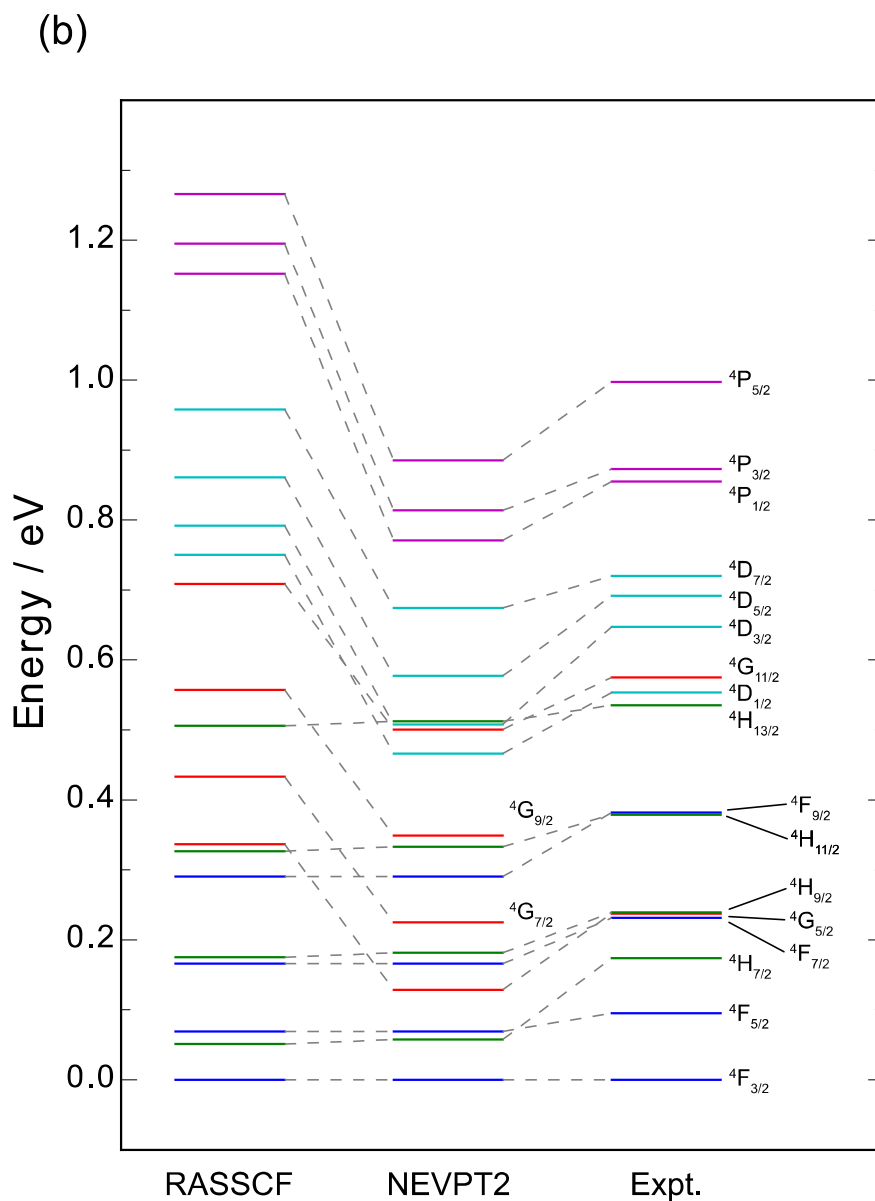 (b)
Energy / eV
1.2
1.0
0.8
0.6
0.4
0.2
0.0
⁴P₅/₂
⁴P₃/₂
⁴P₁/₂
⁴D₇/₂
⁴D₅/₂
⁴D₃/₂
⁴G₁₁/₂
⁴D₁/₂
⁴H₁₃/₂
⁴G₉/₂
⁴F₉/₂
⁴H₁₁/₂
⁴H₉/₂
⁴G₇/₂
⁴G₅/₂
⁴F₇/₂
⁴H₇/₂
⁴F₅/₂
⁴F₃/₂
RASSCF NEVPT2 Expt.